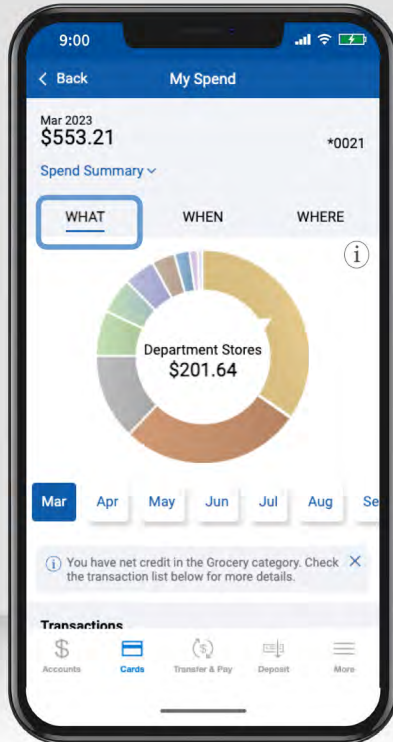 9:00
< Back My Spend
Mar 2023
$553.21
*0021
Spend Summary
WHAT WHEN WHERE
i
Department Stores
$201.64
Mar Apr May Jun Jul Aug Se
i You have net credit in the Grocery category. Check
the transaction list below for more details.
Transactions
$ $
Accounts Cards Transfer & Pay Deposit More